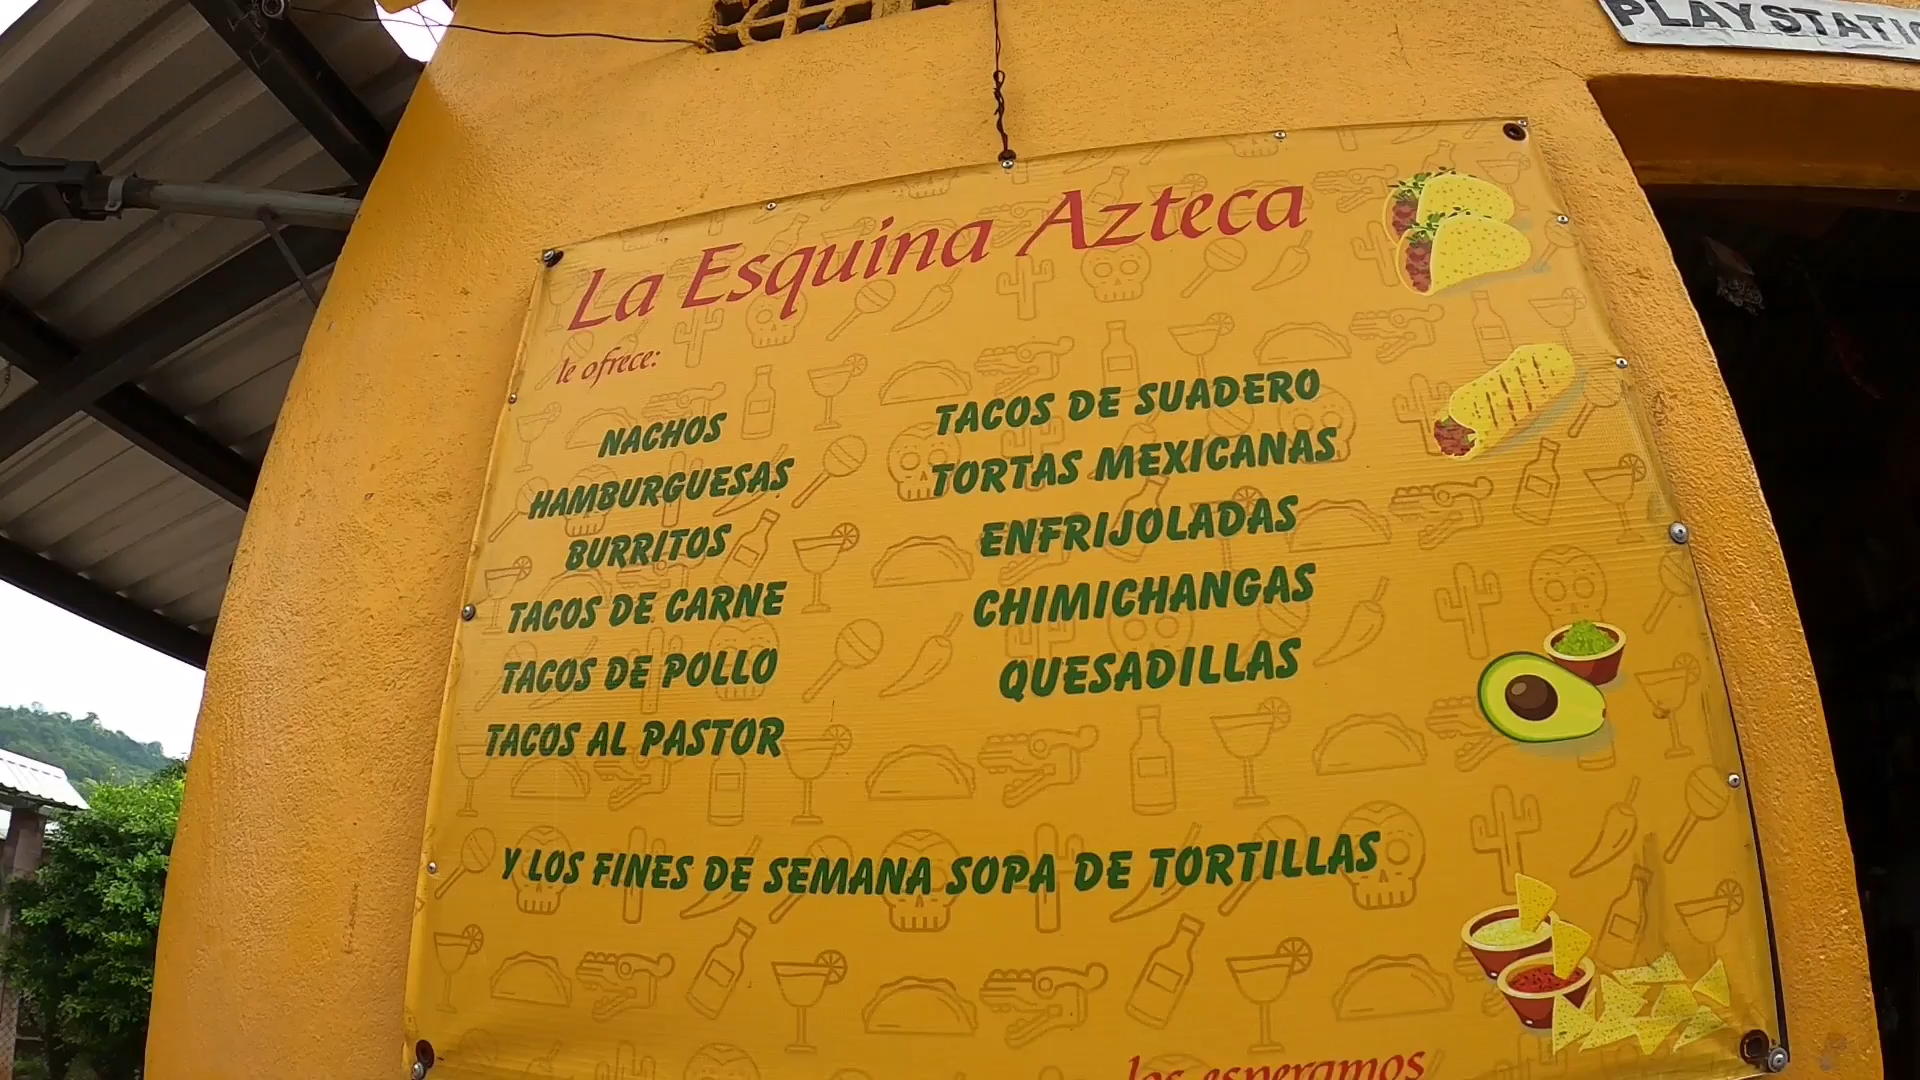 PLAYSTATIO
La Esquina Azteca
le ofrece:
NACHOS
HAMBURGUESAS
BURRITOS
TACOS DE CARNE
TACOS DE POLLO
TACOS AL PASTOR
TACOS DE SUADERO
TORTAS MEXICANAS
ENFRIJOLADAS
CHIMICHANGAS
QUESADILLAS
Y LOS FINES DE SEMANA SOPA DE TORTILLAS
los esperamos